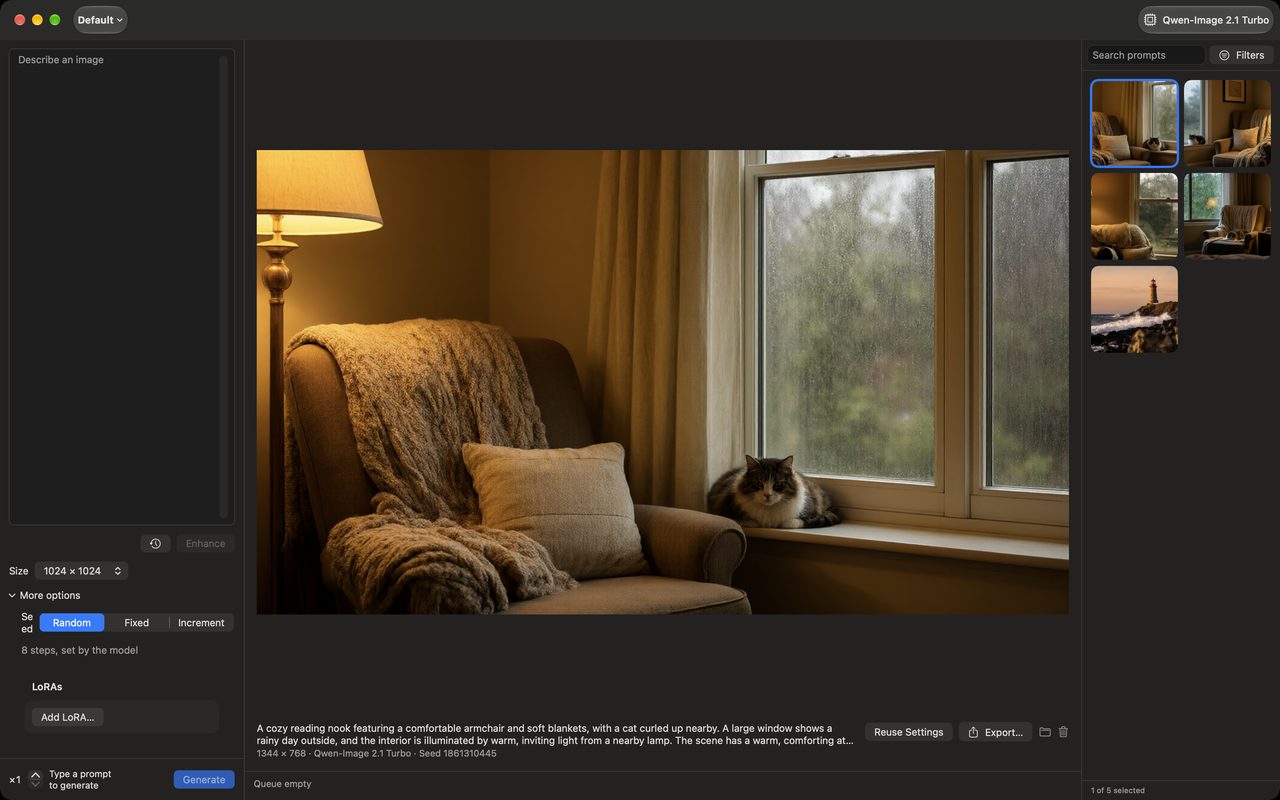 Default
Qwen-Image 2.1 Turbo
Describe an image
Search prompts
Filters
Enhance
Size
1024 × 1024
More options
Se
ed
Random
Fixed
Increment
8 steps, set by the model
LoRAs
Add LoRA...
×1
Type a prompt
to generate
Generate
A cozy reading nook featuring a comfortable armchair and soft blankets, with a cat curled up nearby. A large window shows a
rainy day outside, and the interior is illuminated by warm, inviting light from a nearby lamp. The scene has a warm, comforting at...
1344 × 768 · Qwen-Image 2.1 Turbo · Seed 1861310445
Reuse Settings
Export...
Queue empty
1 of 5 selected